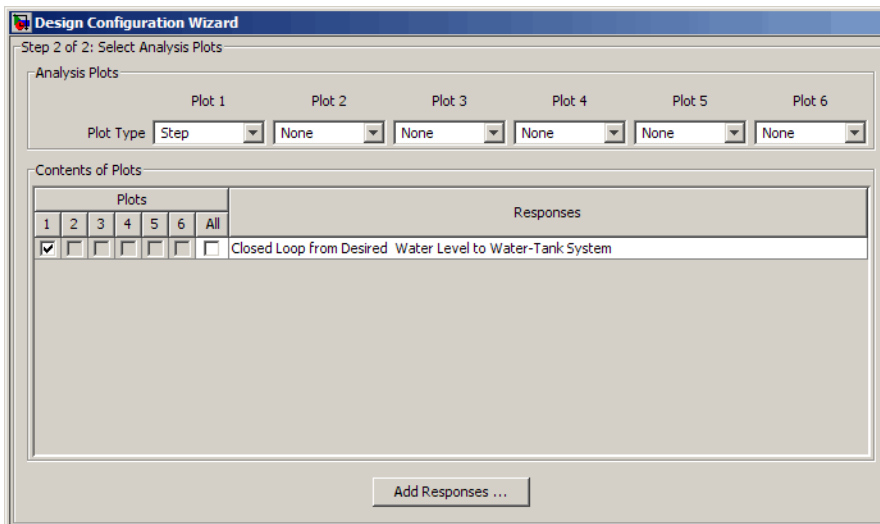 Design Configuration Wizard
Step 2 of 2: Select Analysis Plots
Analysis Plots
Plot 1 Plot 2 Plot 3 Plot 4 Plot 5 Plot 6
Plot Type Step None None None None None
Contents of Plots
Plots Responses
1 2 3 4 5 6 All
Closed Loop from Desired Water Level to Water-Tank System
Add Responses ...